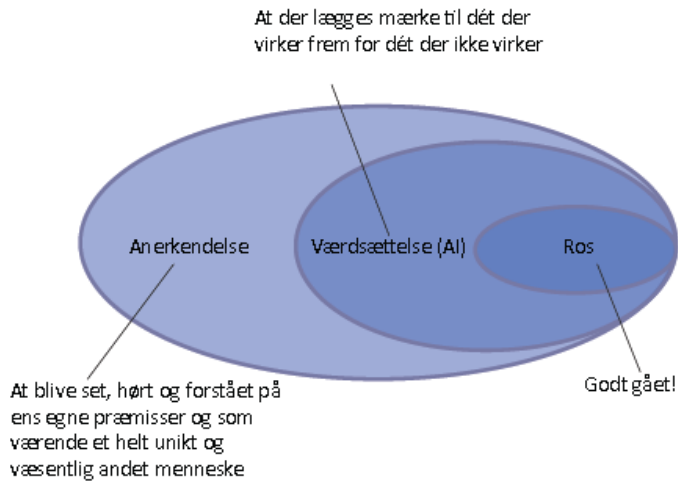 At der lægges mærke til dét der
virker frem for dét der ikke virker
Anerkendelse
Værdsættelse (AI)
Ros
Godt gået!
At blive set, hørt og forstået på
ens egne præmisser og som
værende et helt unikt og
væsentlig andet menneske